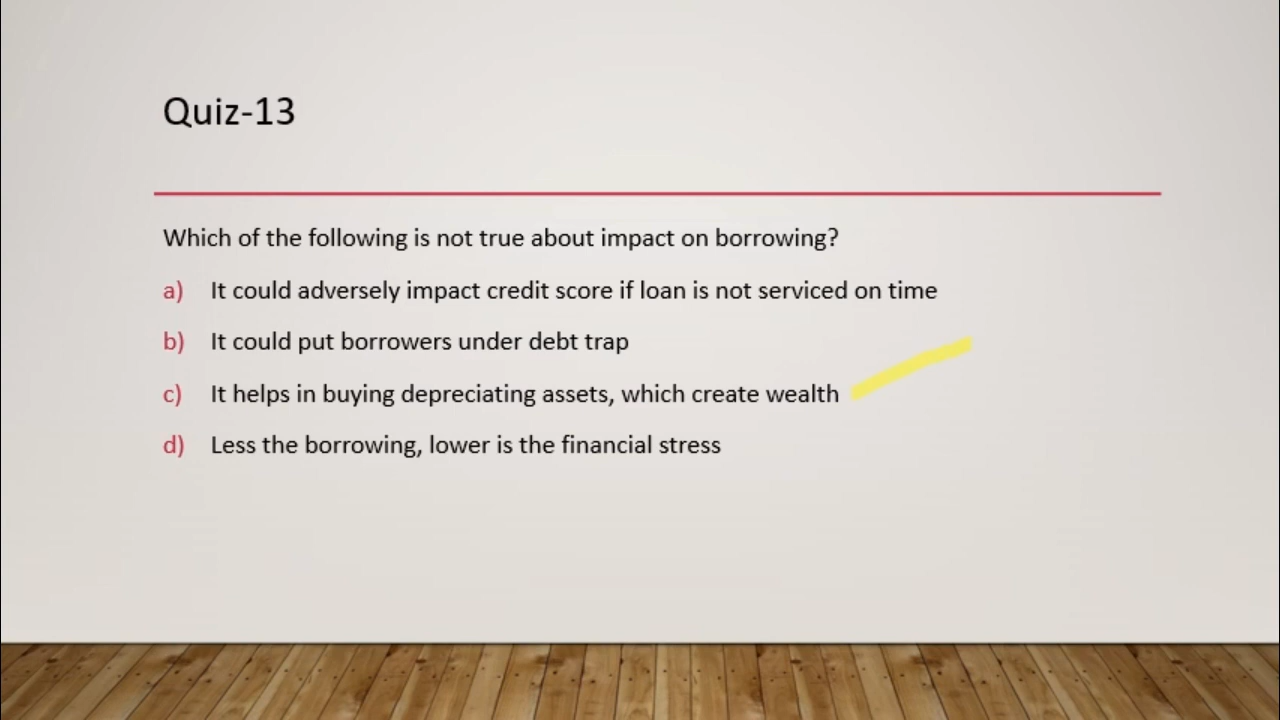 Quiz-13
Which of the following is not true about impact on borrowing?
a) It could adversely impact credit score if loan is not serviced on time
b) It could put borrowers under debt trap
c) It helps in buying depreciating assets, which create wealth
d) Less the borrowing, lower is the financial stress